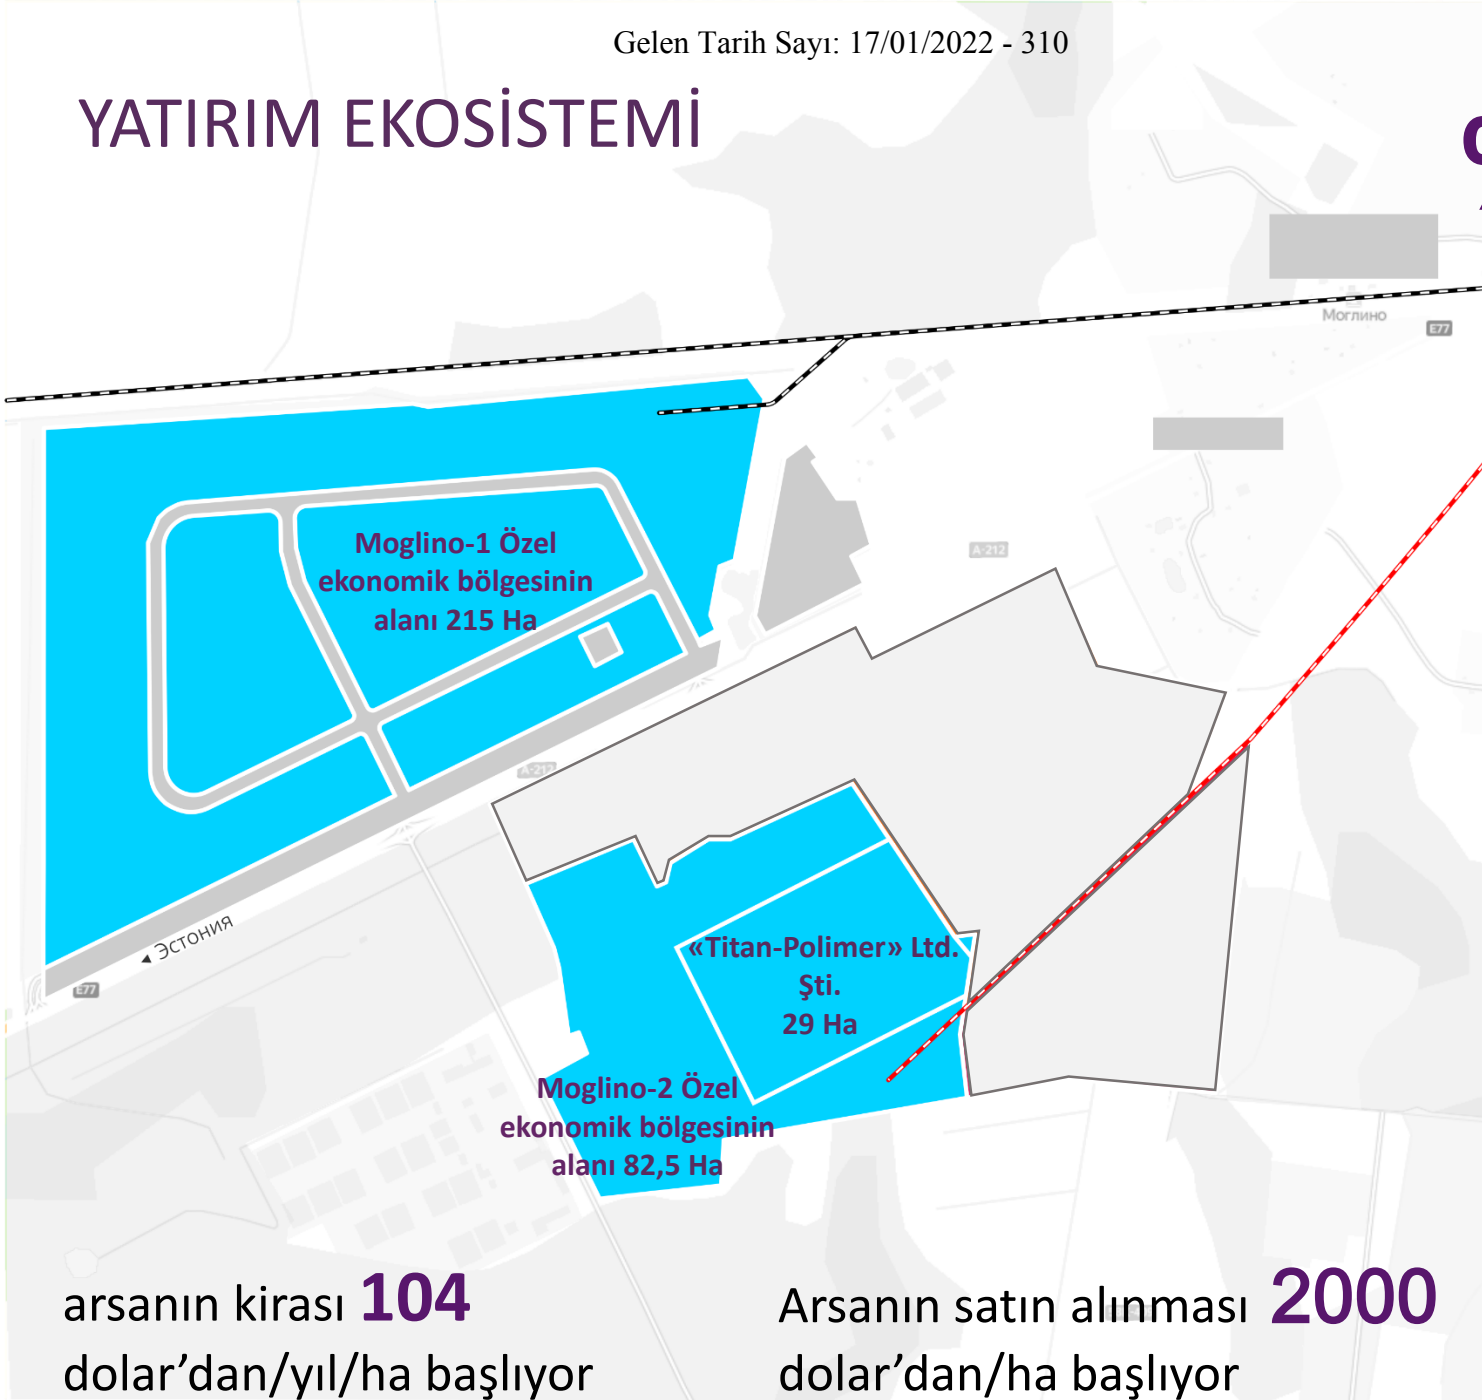 Gelen Tarih Sayı: 17/01/2022 - 310
YATIRIM EKOSİSTEMİ
Моглино
E77
Moglino-1 Özel
ekonomik bölgesinin
alanı 215 Ha
A-212
A-212
◄ Эстония
E77
«Titan-Polimer» Ltd.
Şti.
29 Ha
Moglino-2 Özel
ekonomik bölgesinin
alanı 82,5 Ha
arsanın kirası 104
dolar’dan/yıl/ha başlıyor
Arsanın satın alınması 2000
dolar’dan/ha başlıyor